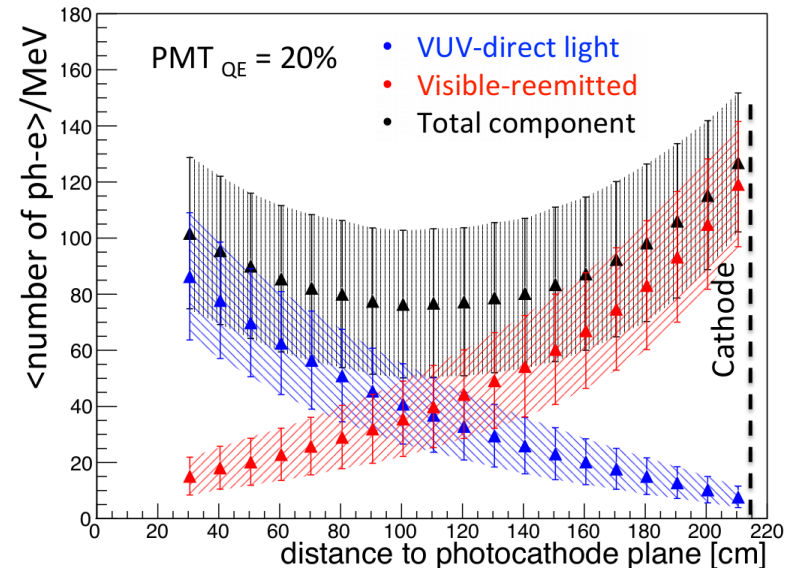 <number of ph-e>/MeV
180
160
140
120
100
80
60
40
20
0
PMT QE = 20%
VUV-direct light
Visible-reemitted
Total component
Cathode
0 20 40 60 80 100 120 140 160 180 200 220
distance to photocathode plane [cm]